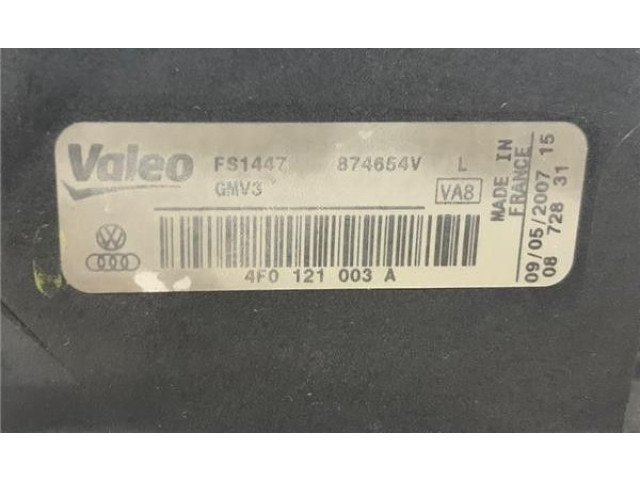 Valeo FS1447 874654V L
GMV3 VA8
4F0 121 003 A
MADE IN
FRANCE
09/05/2007 15
08 728 31